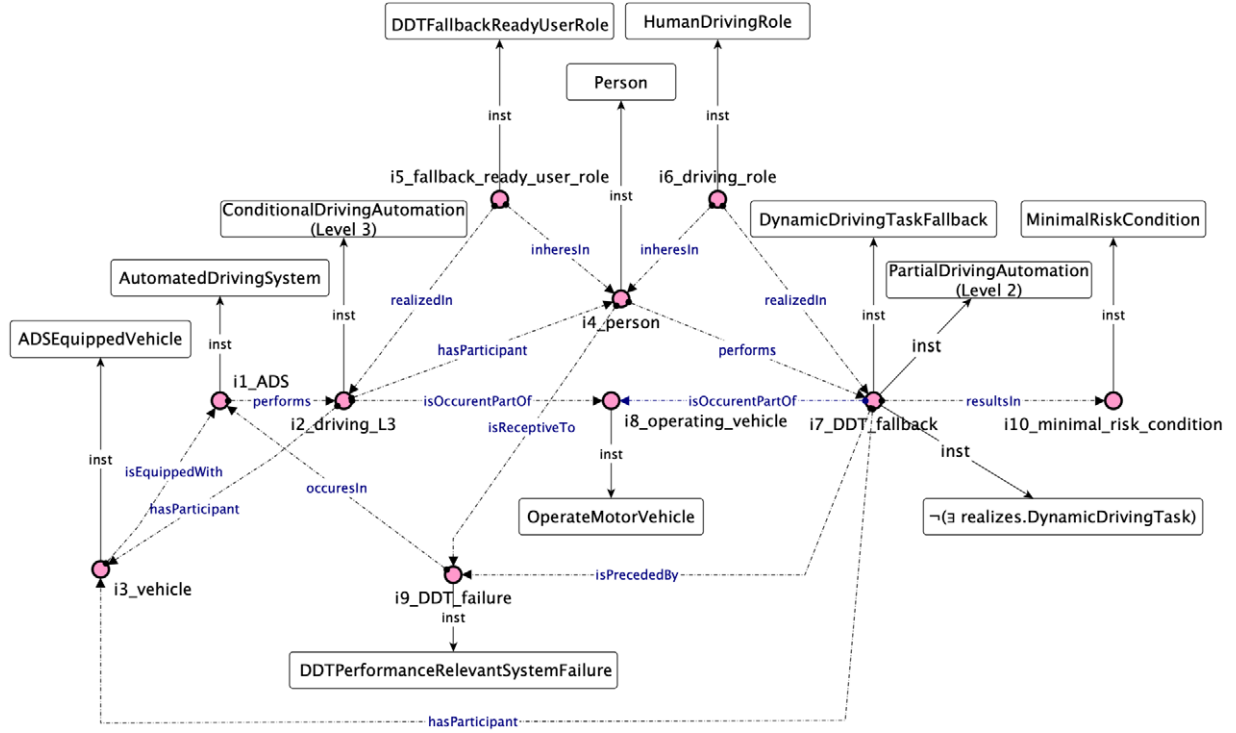 DDTFallbackReadyUserRole
HumanDrivingRole
Person
inst
inst
inst
i5_fallback_ready_user_role
i6_driving_role
ConditionalDrivingAutomation
(Level 3)
DynamicDrivingTaskFallback
MinimalRiskCondition
AutomatedDrivingSystem
inheresIn
inheresIn
PartialDrivingAutomation
(Level 2)
realizedIn
realizedIn
inst
inst
inst
i4_person
ADSEquippedVehicle
inst
inst
hasParticipant
performs
i1_ADS
performs
isOccurentPartOf
isOccurentPartOf
resultsIn
i2_driving_L3
i8_operating_vehicle
i7_DDT_fallback
i10_minimal_risk_condition
isReceptiveTo
inst
inst
inst
isEquippedWith
occuresIn
hasParticipant
OperateMotorVehicle
¬(∃ realizes.DynamicDrivingTask)
isPrecededBy
i3_vehicle
i9_DDT_failure
inst
DDTPerformanceRelevantSystemFailure
hasParticipant